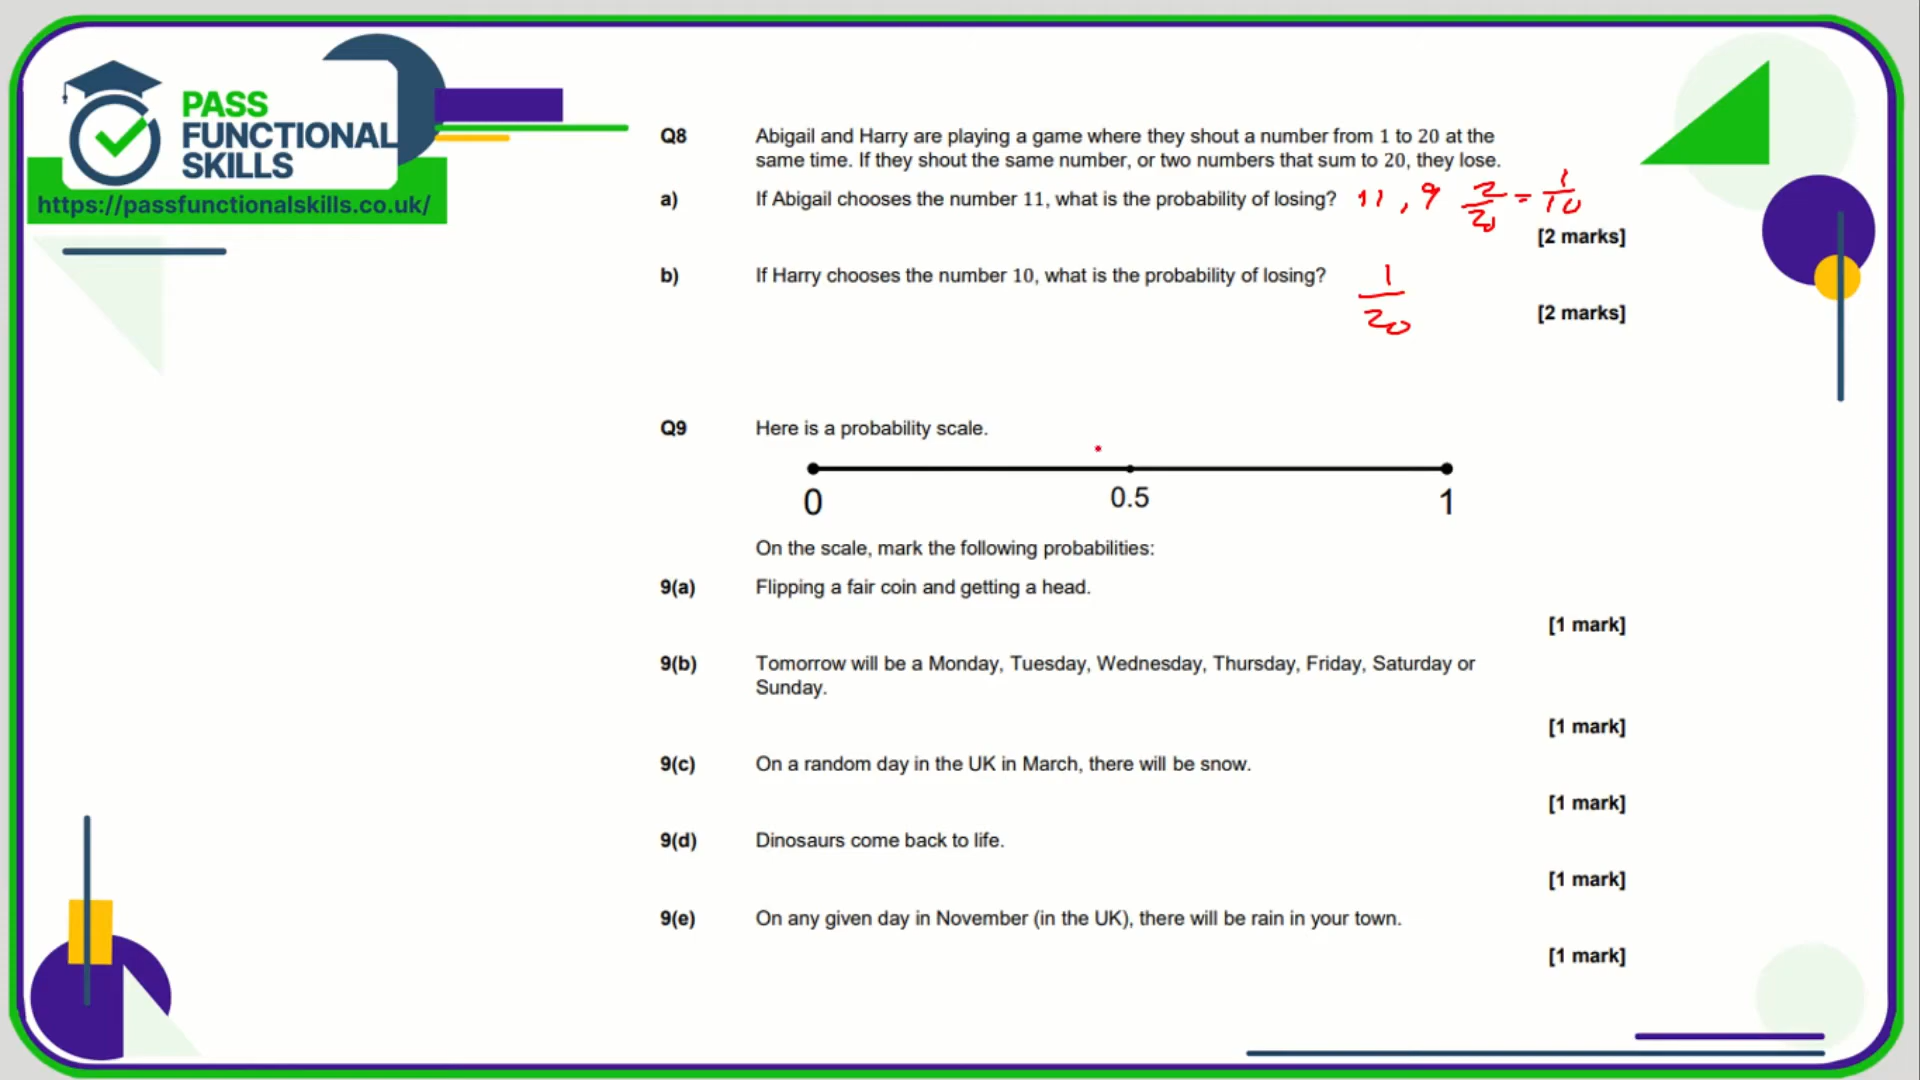 PASS
FUNCTIONAL
SKILLS
https://passfunctionalskills.co.uk/
Q8 Abigail and Harry are playing a game where they shout a number from 1 to 20 at the
same time. If they shout the same number, or two numbers that sum to 20, they lose.
a) If Abigail chooses the number 11, what is the probability of losing? 11, 9 2/20 = 1/10
[2 marks]
b) If Harry chooses the number 10, what is the probability of losing? 1/20
[2 marks]
Q9 Here is a probability scale.
0 0.5 1
On the scale, mark the following probabilities:
9(a) Flipping a fair coin and getting a head.
[1 mark]
9(b) Tomorrow will be a Monday, Tuesday, Wednesday, Thursday, Friday, Saturday or
Sunday.
[1 mark]
9(c) On a random day in the UK in March, there will be snow.
[1 mark]
9(d) Dinosaurs come back to life.
[1 mark]
9(e) On any given day in November (in the UK), there will be rain in your town.
[1 mark]